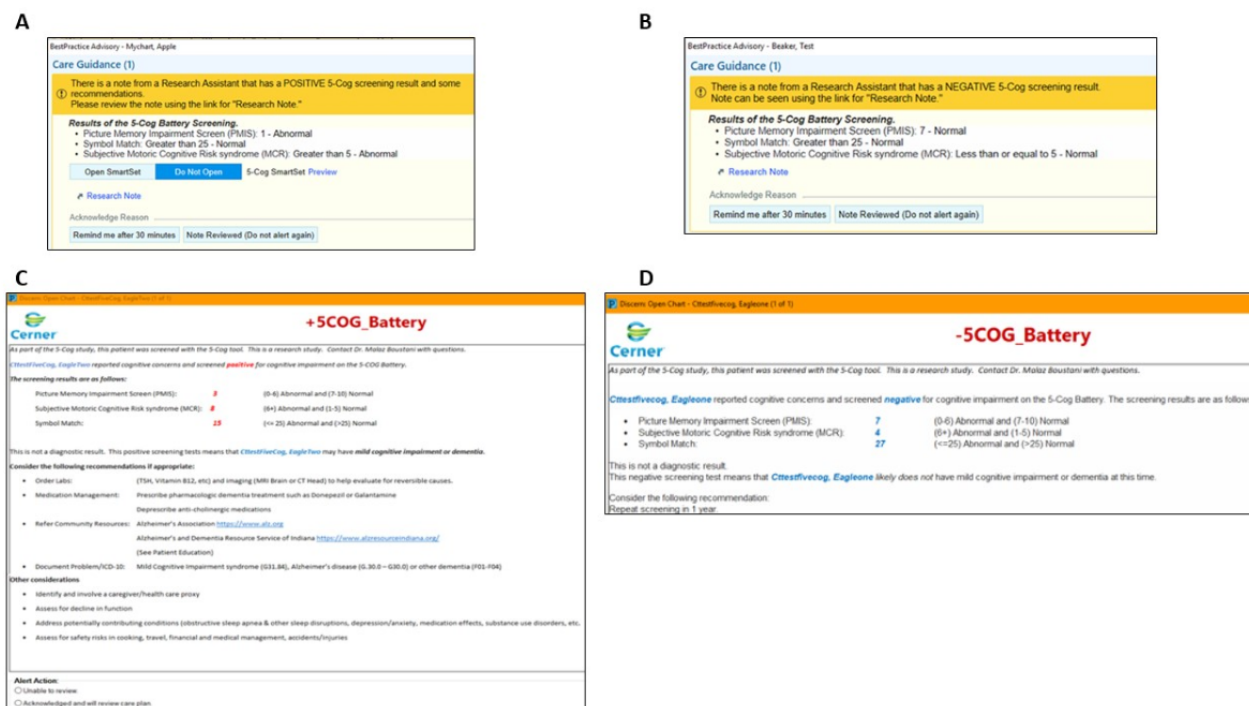 A
BestPractice Advisory - Mychart, Apple
Care Guidance (1)
There is a note from a Research Assistant that has a POSITIVE 5-Cog screening result and some
recommendations.
Please review the note using the link for "Research Note."
Results of the 5-Cog Battery Screening.
• Picture Memory Impairment Screen (PMIS): 1 - Abnormal
• Symbol Match: Greater than 25 - Normal
• Subjective Motoric Cognitive Risk syndrome (MCR): Greater than 5 - Abnormal
Open SmartSet Do Not Open 5-Cog SmartSet Preview
Research Note
Acknowledge Reason
Remind me after 30 minutes Note Reviewed (Do not alert again)
B
BestPractice Advisory - Beaker, Test
Care Guidance (1)
There is a note from a Research Assistant that has a NEGATIVE 5-Cog screening result.
Note can be seen using the link for "Research Note."
Results of the 5-Cog Battery Screening.
• Picture Memory Impairment Screen (PMIS): 7 - Normal
• Symbol Match: Greater than 25 - Normal
• Subjective Motoric Cognitive Risk syndrome (MCR): Less than or equal to 5 - Normal
Research Note
Acknowledge Reason
Remind me after 30 minutes Note Reviewed (Do not alert again)
C
Discern: Open Chart - CttestFiveCog, EagleTwo (1 of 1)
Cerner
+5COG_Battery
As part of the 5-Cog study, this patient was screened with the 5-Cog tool. This is a research study. Contact Dr. Malaz Boustani with questions.
CttestFiveCog, EagleTwo reported cognitive concerns and screened positive for cognitive impairment on the 5-COG Battery.
The screening results are as follows:
Picture Memory Impairment Screen (PMIS): 3 (0-6) Abnormal and (7-10) Normal
Subjective Motoric Cognitive Risk syndrome (MCR): 8 (6+) Abnormal and (1-5) Normal
Symbol Match: 15 (<= 25) Abnormal and (>25) Normal
This is not a diagnostic result. This positive screening tests means that CttestFiveCog, EagleTwo may have mild cognitive impairment or dementia.
Consider the following recommendations if appropriate:
• Order Labs: (TSH, Vitamin B12, etc) and imaging (MRI Brain or CT Head) to help evaluate for reversible causes.
• Medication Management: Prescribe pharmacologic dementia treatment such as Donepezil or Galantamine
Deprescribe anti-cholinergic medications
• Refer Community Resources: Alzheimer's Association https://www.alz.org
Alzheimer's and Dementia Resource Service of Indiana https://www.alzresourceindiana.org/
(See Patient Education)
• Document Problem/ICD-10: Mild Cognitive Impairment syndrome (G31.84), Alzheimer's disease (G.30.0 – G30.0) or other dementia (F01-F04)
Other considerations
• Identify and involve a caregiver/health care proxy
• Assess for decline in function
• Address potentially contributing conditions (obstructive sleep apnea & other sleep disruptions, depression/anxiety, medication effects, substance use disorders, etc.
• Assess for safety risks in cooking, travel, financial and medical management, accidents/injuries
Alert Action:
Unable to review
Acknowledged and will review care plan
D
Discern: Open Chart - Cttestfivecog, Eagleone (1 of 1)
Cerner
-5COG_Battery
As part of the 5-Cog study, this patient was screened with the 5-Cog tool. This is a research study. Contact Dr. Malaz Boustani with questions.
Cttestfivecog, Eagleone reported cognitive concerns and screened negative for cognitive impairment on the 5-Cog Battery. The screening results are as follows
• Picture Memory Impairment Screen (PMIS): 7 (0-6) Abnormal and (7-10) Normal
• Subjective Motoric Cognitive Risk syndrome (MCR): 4 (6+) Abnormal and (1-5) Normal
• Symbol Match: 27 (<=25) Abnormal and (>25) Normal
This is not a diagnostic result.
This negative screening test means that Cttestfivecog, Eagleone likely does not have mild cognitive impairment or dementia at this time.
Consider the following recommendation:
Repeat screening in 1 year.